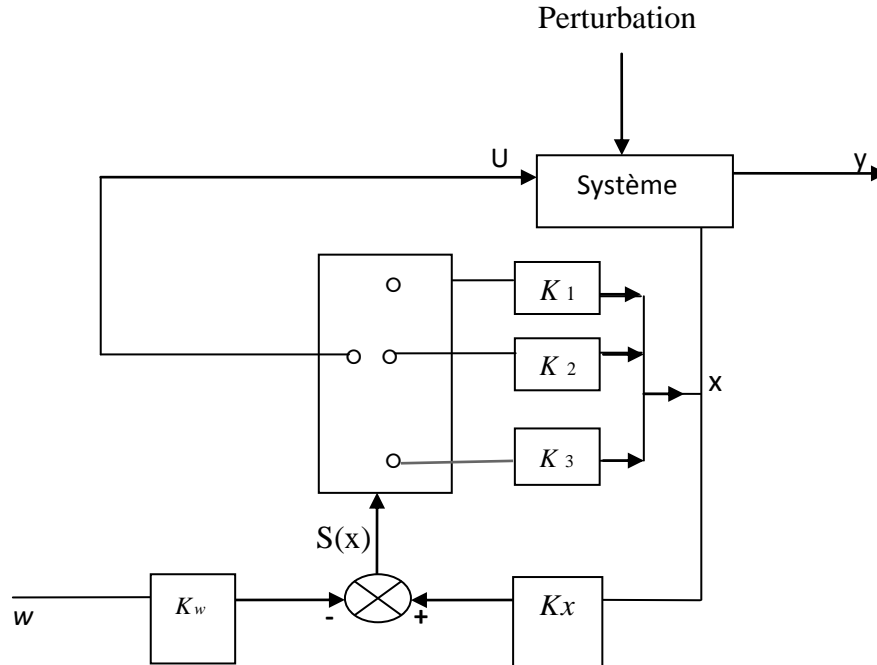 Perturbation
U
y
Système
K 1
K 2
x
K 3
S(x)
w
Kw
-
+
Kx